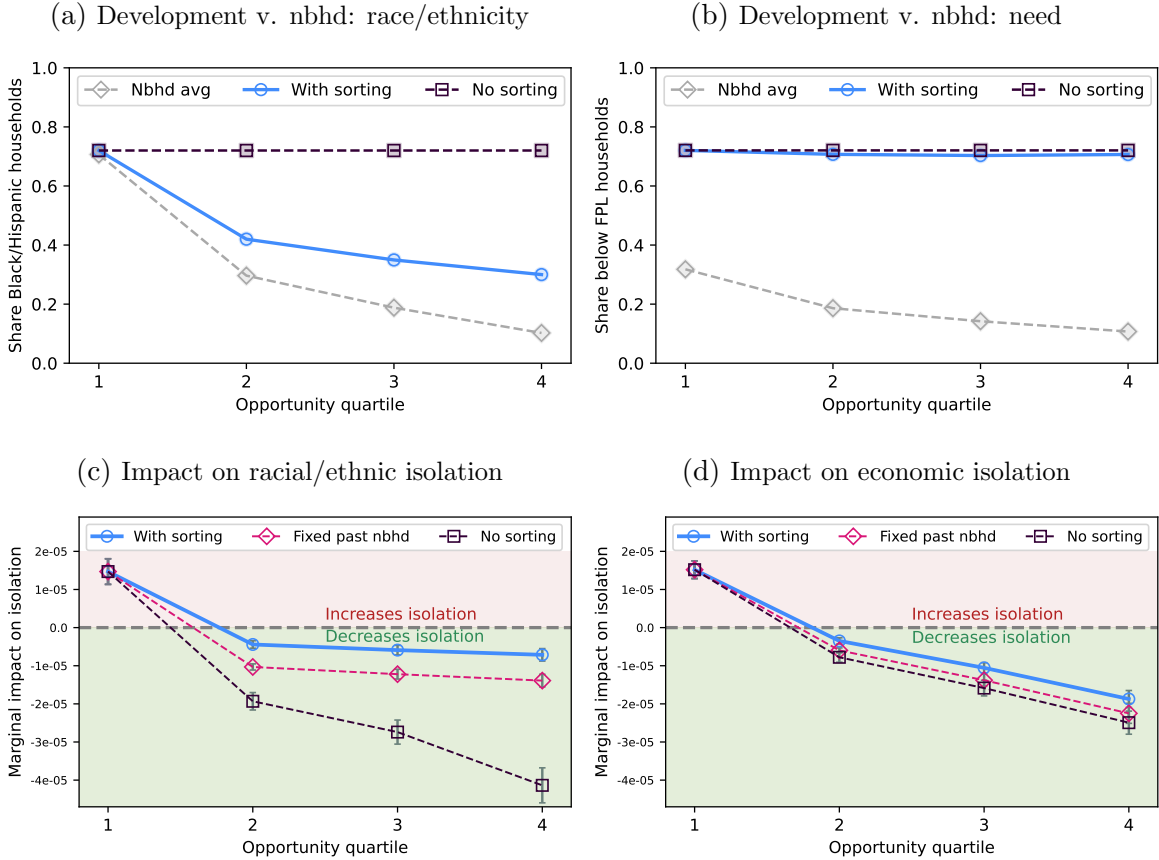 (a) Development v. nbhd: race/ethnicity
1.0
0.8
0.6
0.4
0.2
0.0
Share Black/Hispanic households
Nbhd avg
With sorting
No sorting
1
2
3
4
Opportunity quartile
(b) Development v. nbhd: need
1.0
0.8
0.6
0.4
0.2
0.0
Share below FPL households
Nbhd avg
With sorting
No sorting
1
2
3
4
Opportunity quartile
(c) Impact on racial/ethnic isolation
2e-05
1e-05
0.0
-1e-05
-2e-05
-3e-05
-4e-05
Marginal impact on isolation
With sorting
Fixed past nbhd
No sorting
Increases isolation
Decreases isolation
1
2
3
4
Opportunity quartile
(d) Impact on economic isolation
2e-05
1e-05
0.0
-1e-05
-2e-05
-3e-05
-4e-05
Marginal impact on isolation
With sorting
Fixed past nbhd
No sorting
Increases isolation
Decreases isolation
1
2
3
4
Opportunity quartile